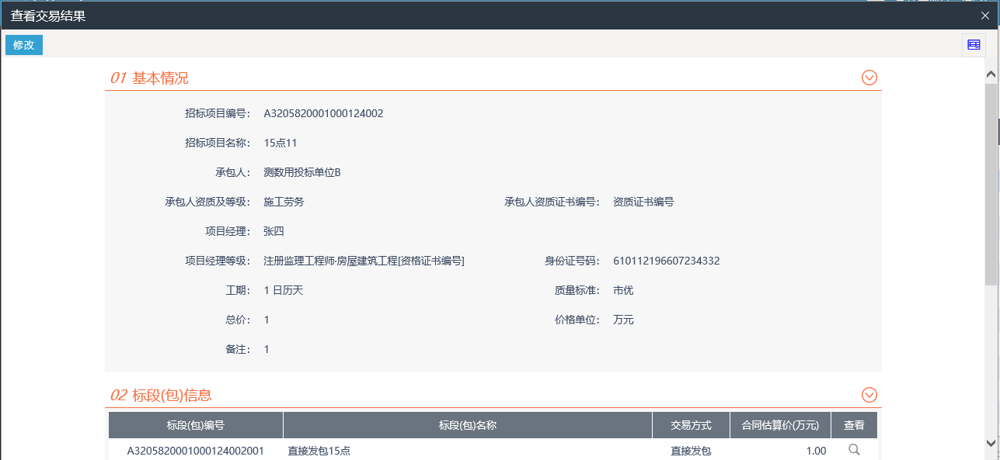 查看交易结果
修改
01 基本情况
招标项目编号： A3205820001000124002
招标项目名称： 15点11
承包人： 测数用投标单位B
承包人资质及等级： 施工劳务 承包人资质证书编号： 资质证书编号
项目经理： 张四
项目经理等级： 注册监理工程师·房屋建筑工程[资格证书编号] 身份证号码： 610112196607234332
工期： 1 日历天 质量标准： 市优
总价： 1 价格单位： 万元
备注： 1
02 标段(包)信息
标段(包)编号 标段(包)名称 交易方式 合同估算价(万元) 查看
A3205820001000124002001 直接发包15点 直接发包 1.00